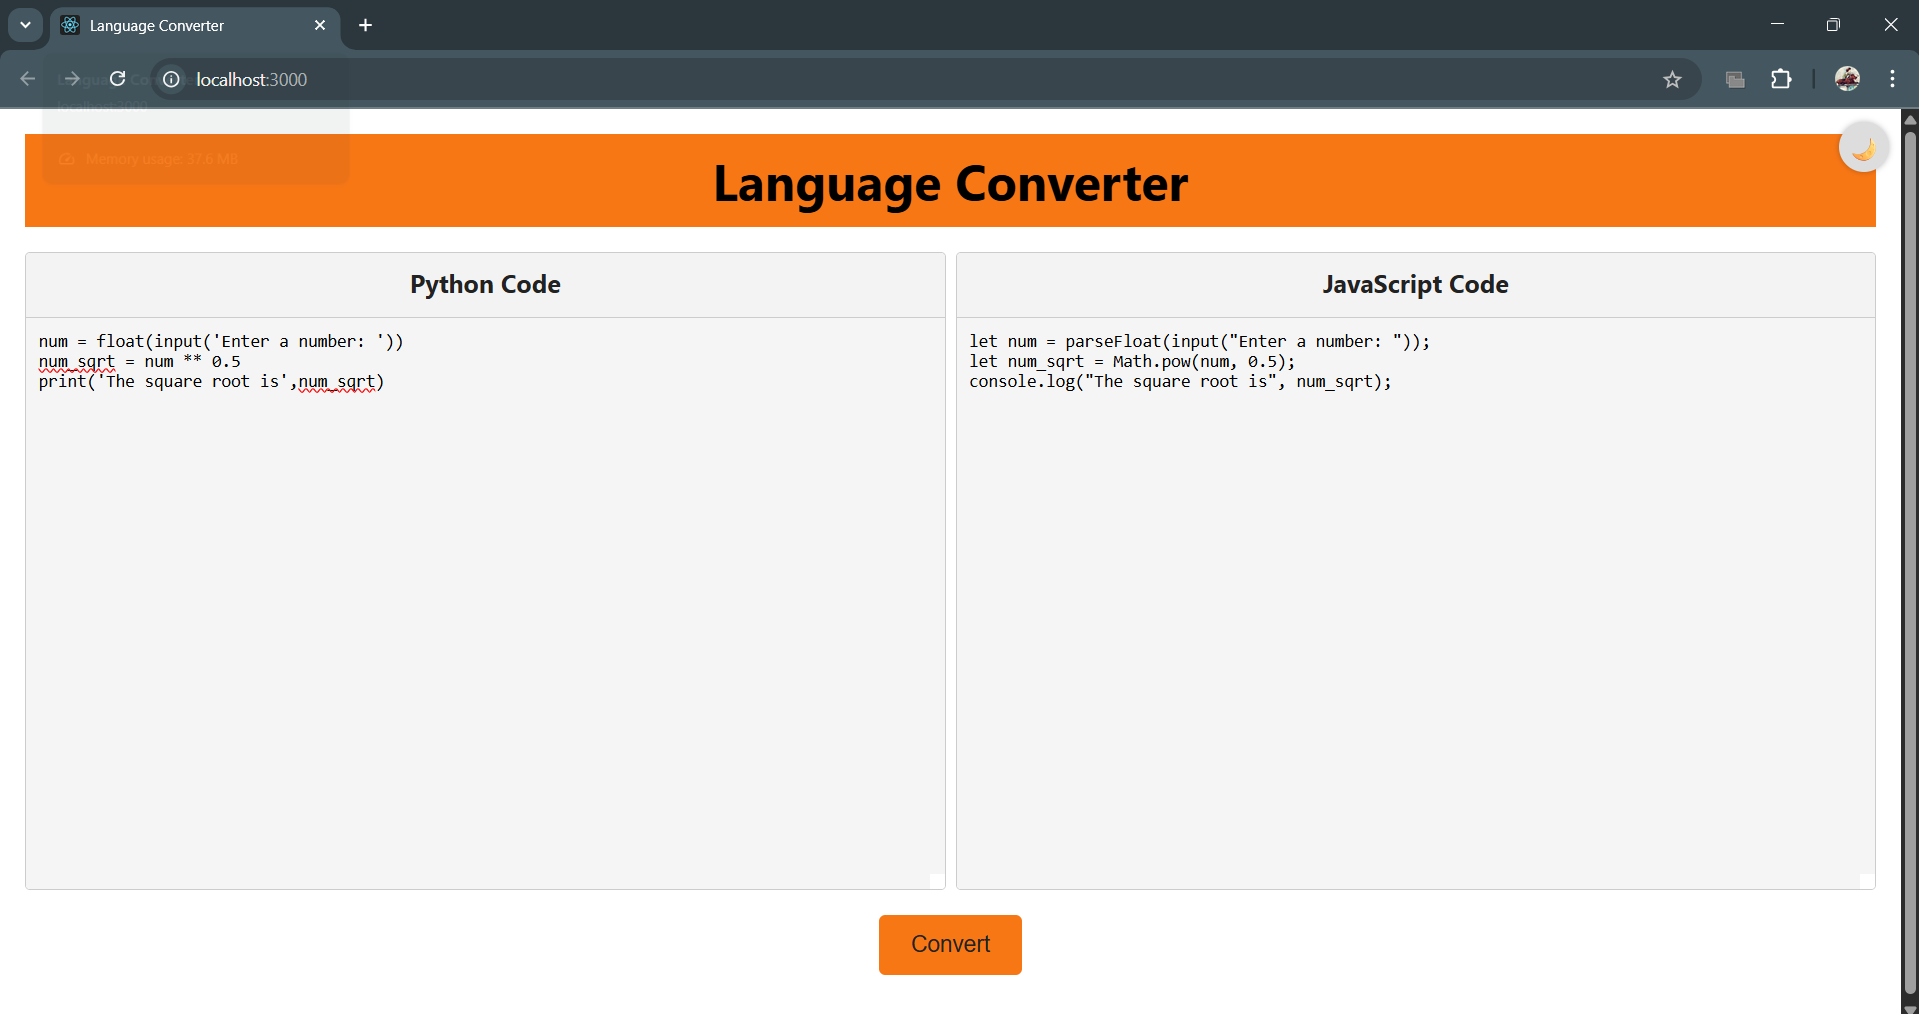 Language Converter
localhost:3000
Memory usage: 37.6 MB
Language Converter
Python Code
num = float(input('Enter a number: '))
num_sqrt = num ** 0.5
print('The square root is',num_sqrt)
JavaScript Code
let num = parseFloat(input("Enter a number: "));
let num_sqrt = Math.pow(num, 0.5);
console.log("The square root is", num_sqrt);
Convert